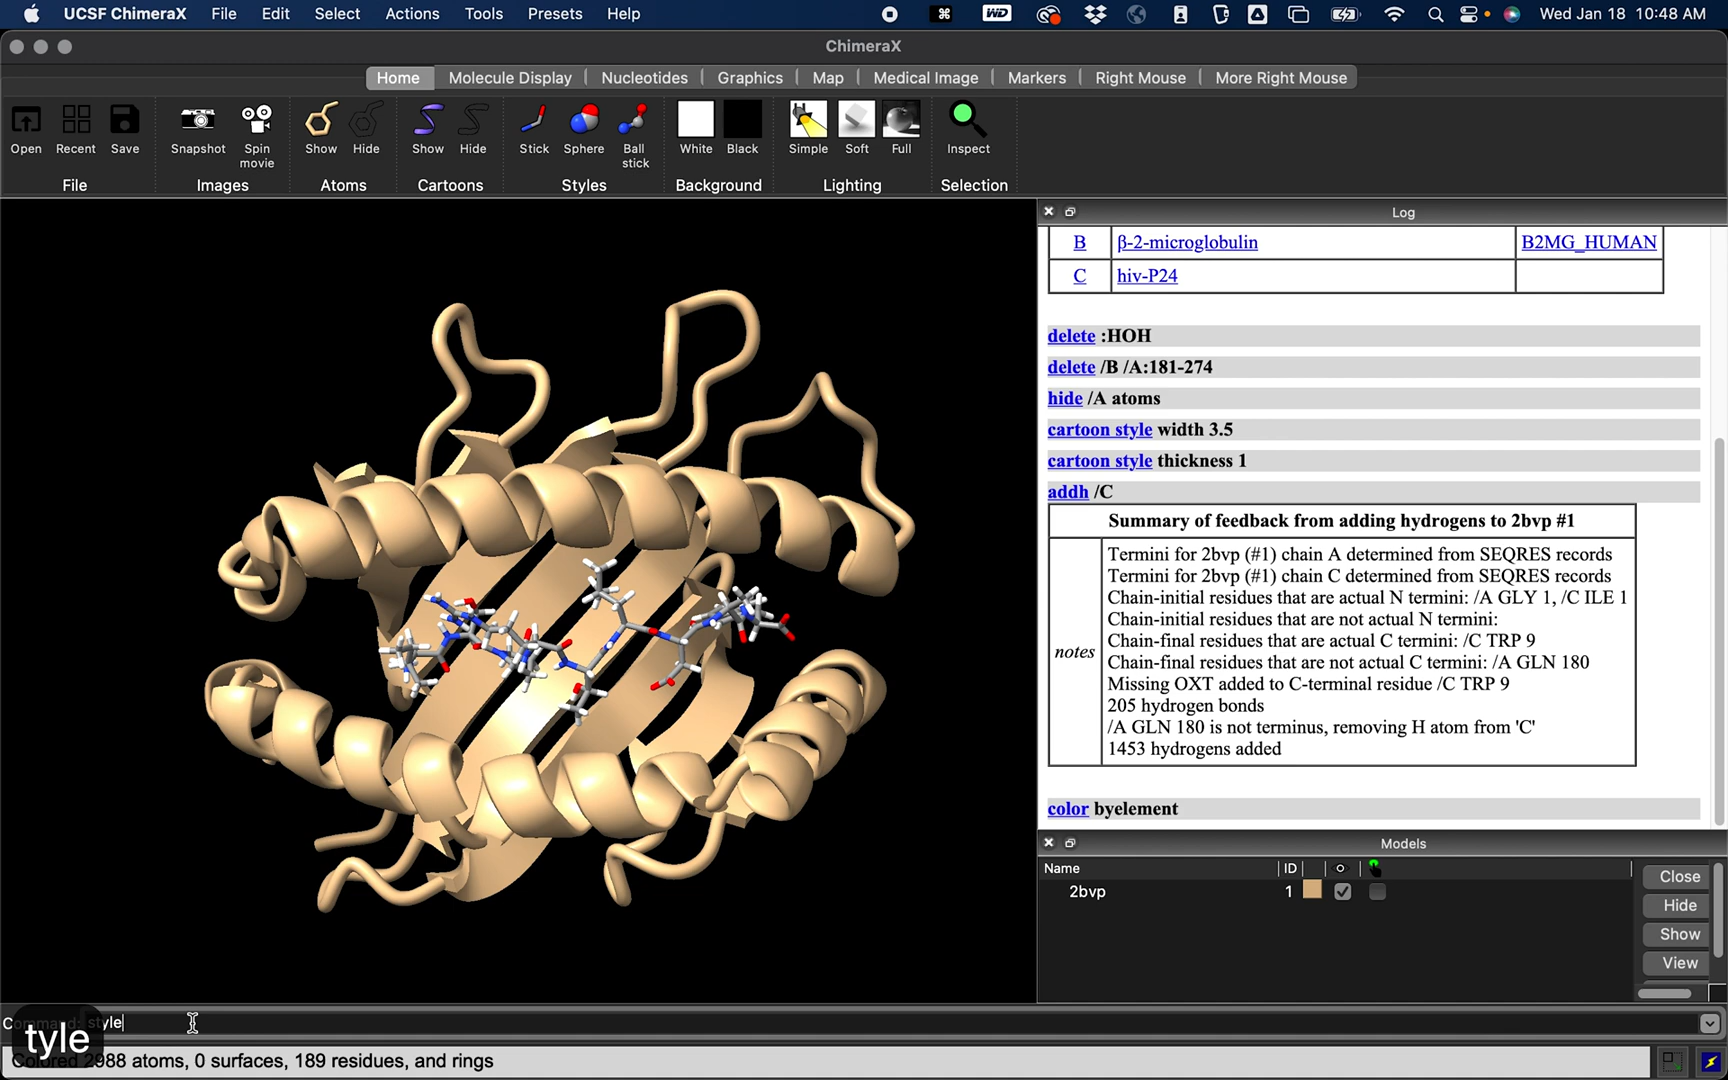 UCSF ChimeraX File Edit Select Actions Tools Presets Help Wed Jan 18 10:48 AM
ChimeraX
Home Molecule Display Nucleotides Graphics Map Medical Image Markers Right Mouse More Right Mouse
Open Recent Save Snapshot Spin movie Show Hide Show Hide Stick Sphere Ball stick White Black Simple Soft Full Inspect
File Images Atoms Cartoons Styles Background Lighting Selection
Log
B β-2-microglobulin B2MG_HUMAN
C hiv-P24
delete :HOH
delete /B /A:181-274
hide /A atoms
cartoon style width 3.5
cartoon style thickness 1
addh /C
Summary of feedback from adding hydrogens to 2bvp #1
notes
Termini for 2bvp (#1) chain A determined from SEQRES records
Termini for 2bvp (#1) chain C determined from SEQRES records
Chain-initial residues that are actual N termini: /A GLY 1, /C ILE 1
Chain-initial residues that are not actual N termini:
Chain-final residues that are actual C termini: /C TRP 9
Chain-final residues that are not actual C termini: /A GLN 180
Missing OXT added to C-terminal residue /C TRP 9
205 hydrogen bonds
/A GLN 180 is not terminus, removing H atom from 'C'
1453 hydrogens added
color byelement
Models
Name ID
2bvp 1
Close
Hide
Show
View
Command: style
tyle
Colored 2988 atoms, 0 surfaces, 189 residues, and rings